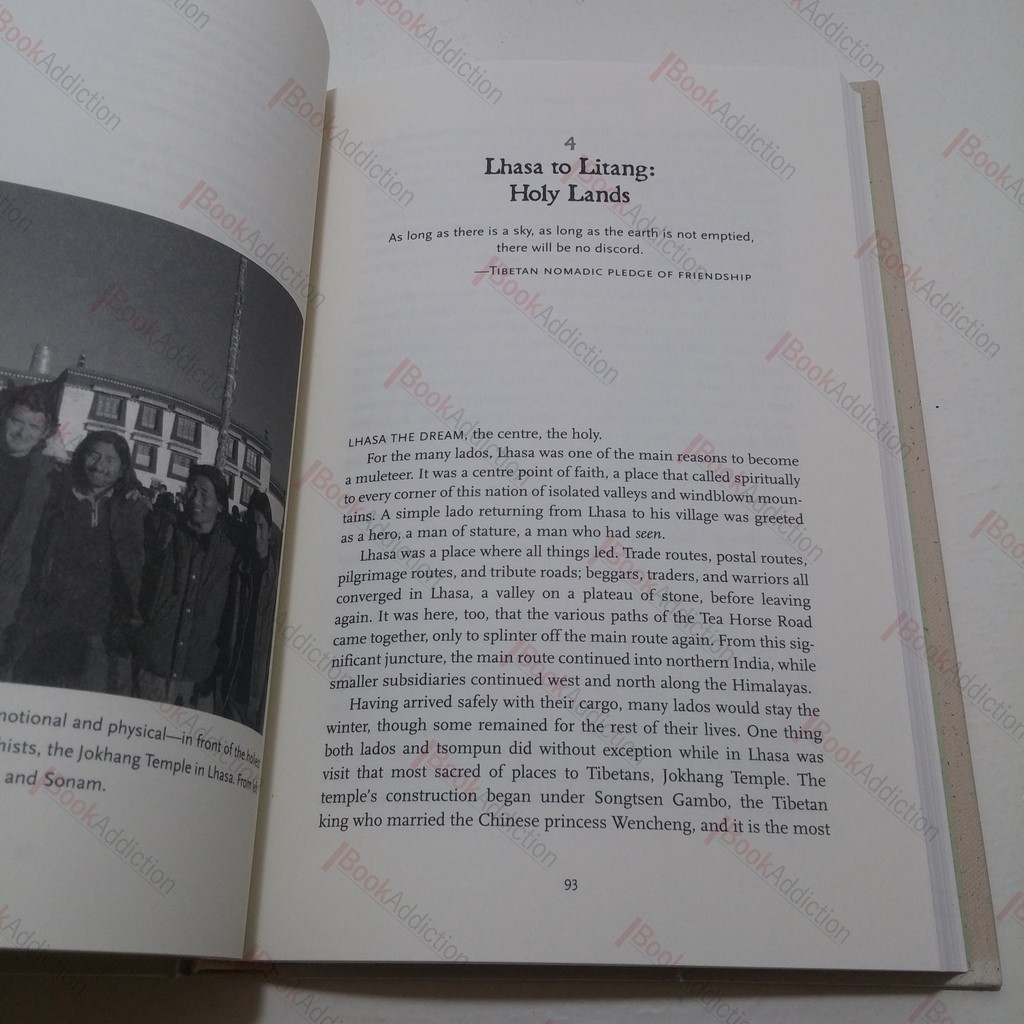 motional and physical—in front of the holies
hists, the Jokhang Temple in Lhasa. From left
and Sonam.
4
Lhasa to Litang:
Holy Lands
As long as there is a sky, as long as the earth is not emptied,
there will be no discord.
—TIBETAN NOMADIC PLEDGE OF FRIENDSHIP
LHASA THE DREAM, the centre, the holy.
For the many lados, Lhasa was one of the main reasons to become
a muleteer. It was a centre point of faith, a place that called spiritually
to every corner of this nation of isolated valleys and windblown moun-
tains. A simple lado returning from Lhasa to his village was greeted
as a hero, a man of stature, a man who had seen.
Lhasa was a place where all things led. Trade routes, postal routes,
pilgrimage routes, and tribute roads; beggars, traders, and warriors all
converged in Lhasa, a valley on a plateau of stone, before leaving
again. It was here, too, that the various paths of the Tea Horse Road
came together, only to splinter off the main route again. From this sig-
nificant juncture, the main route continued into northern India, while
smaller subsidiaries continued west and north along the Himalayas.
Having arrived safely with their cargo, many lados would stay the
winter, though some remained for the rest of their lives. One thing
both lados and tsompun did without exception while in Lhasa was
visit that most sacred of places to Tibetans, Jokhang Temple. The
temple's construction began under Songtsen Gambo, the Tibetan
king who married the Chinese princess Wencheng, and it is the most
93
BookAddiction